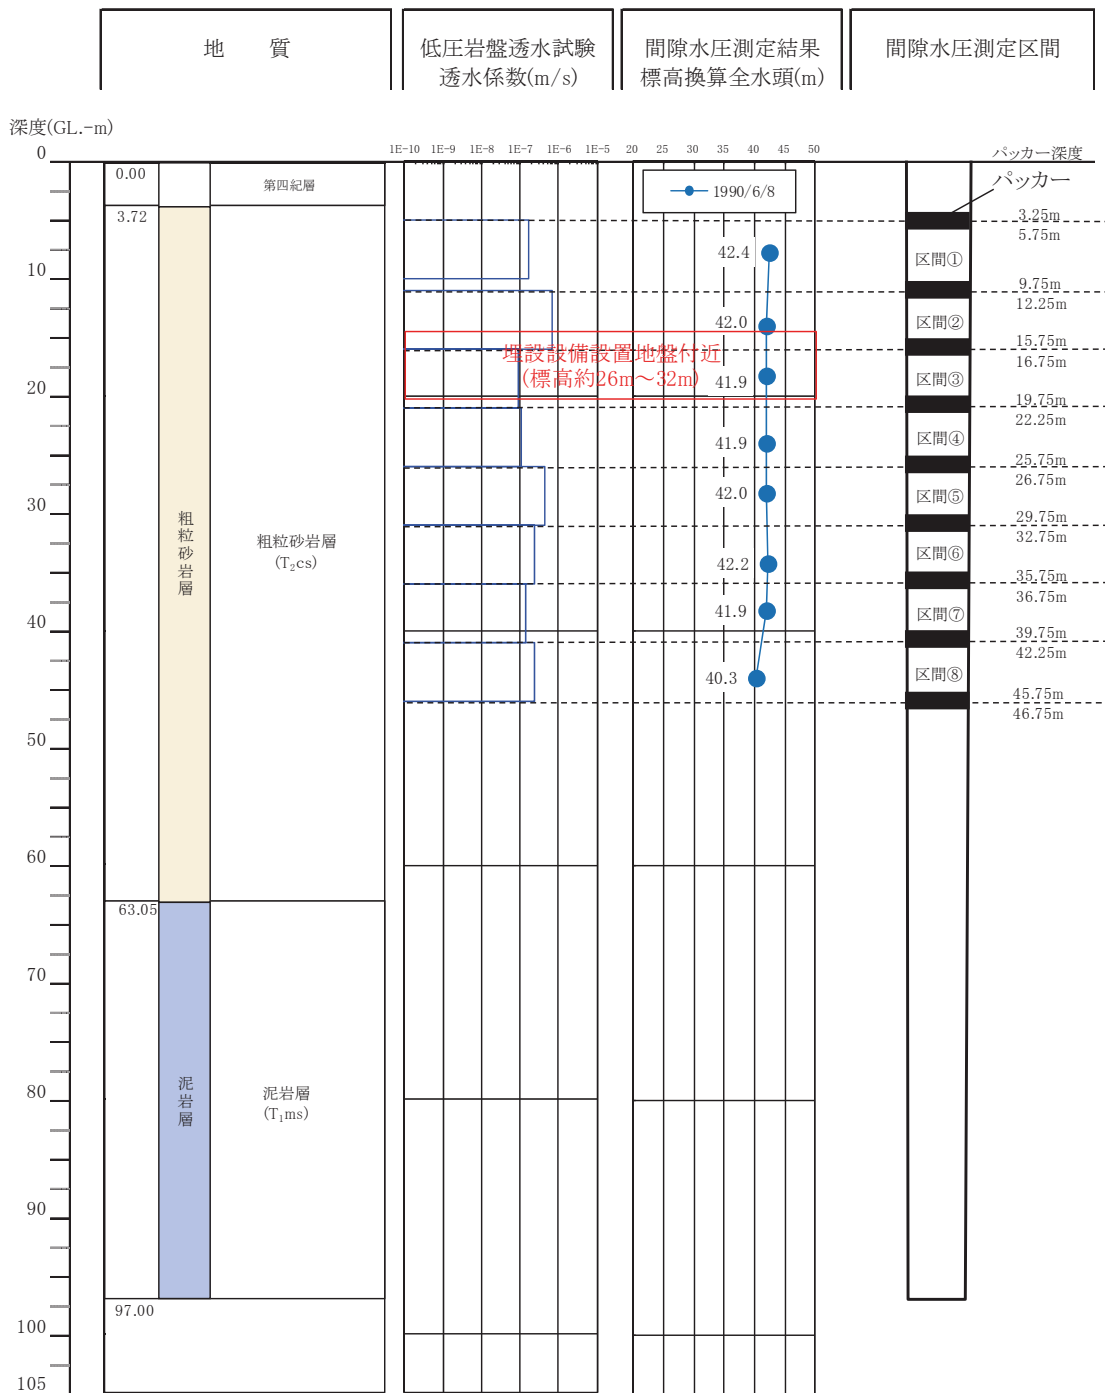 地 質
低圧岩盤透水試験
透水係数(m/s)
間隙水圧測定結果
標高換算全水頭(m)
間隙水圧測定区間
深度(GL.-m)
1E-10 1E-9 1E-8 1E-7 1E-6 1E-5
20 25 30 35 40 45 50
パッカー深度
パッカー
0
10
20
30
40
50
60
70
80
90
100
105
0.00
3.72
63.05
97.00
第四紀層
粗粒砂岩層
粗粒砂岩層
(T₂cs)
泥岩層
泥岩層
(T₁ms)
1990/6/8
42.4
42.0
41.9
41.9
42.0
42.2
41.9
40.3
埋設設備設置地盤付近
(標高約26m～32m)
区間①
区間②
区間③
区間④
区間⑤
区間⑥
区間⑦
区間⑧
3.25m
5.75m
9.75m
12.25m
15.75m
16.75m
19.75m
22.25m
25.75m
26.75m
29.75m
32.75m
35.75m
36.75m
39.75m
42.25m
45.75m
46.75m